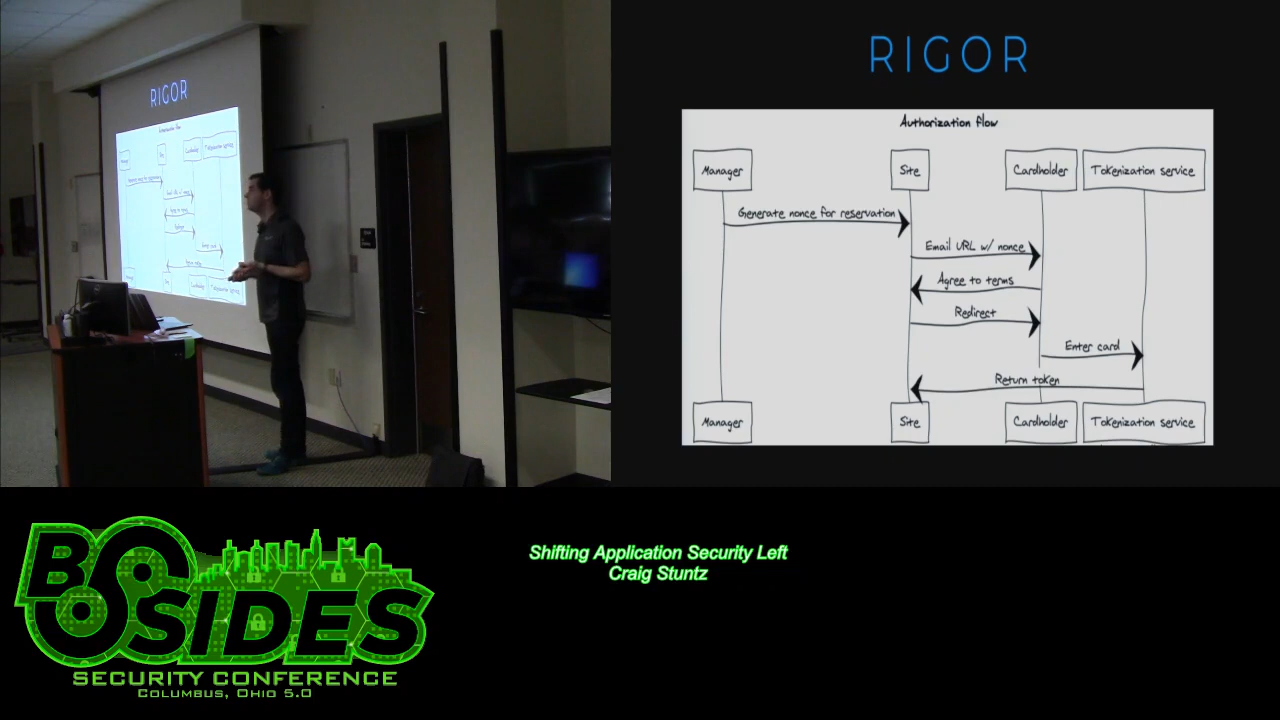 RIGOR
RIGOR
Authorization flow
Manager
Site
Cardholder
Tokenization service
Generate nonce for reservation
Email URL w/ nonce
Agree to terms
Redirect
Enter card
Return token
Manager
Site
Cardholder
Tokenization service
BSIDES
SECURITY CONFERENCE
Columbus, Ohio 5.0
Shifting Application Security Left
Craig Stuntz